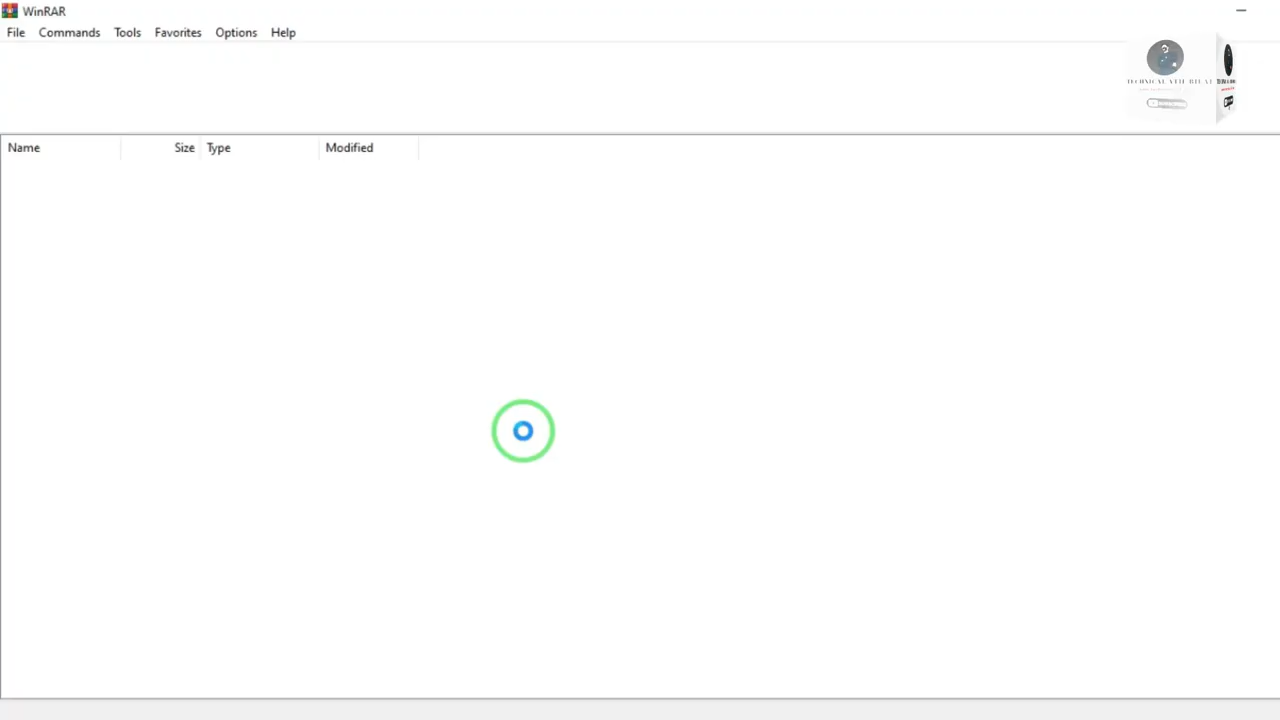 WinRAR
File Commands Tools Favorites Options Help
Name Size Type Modified